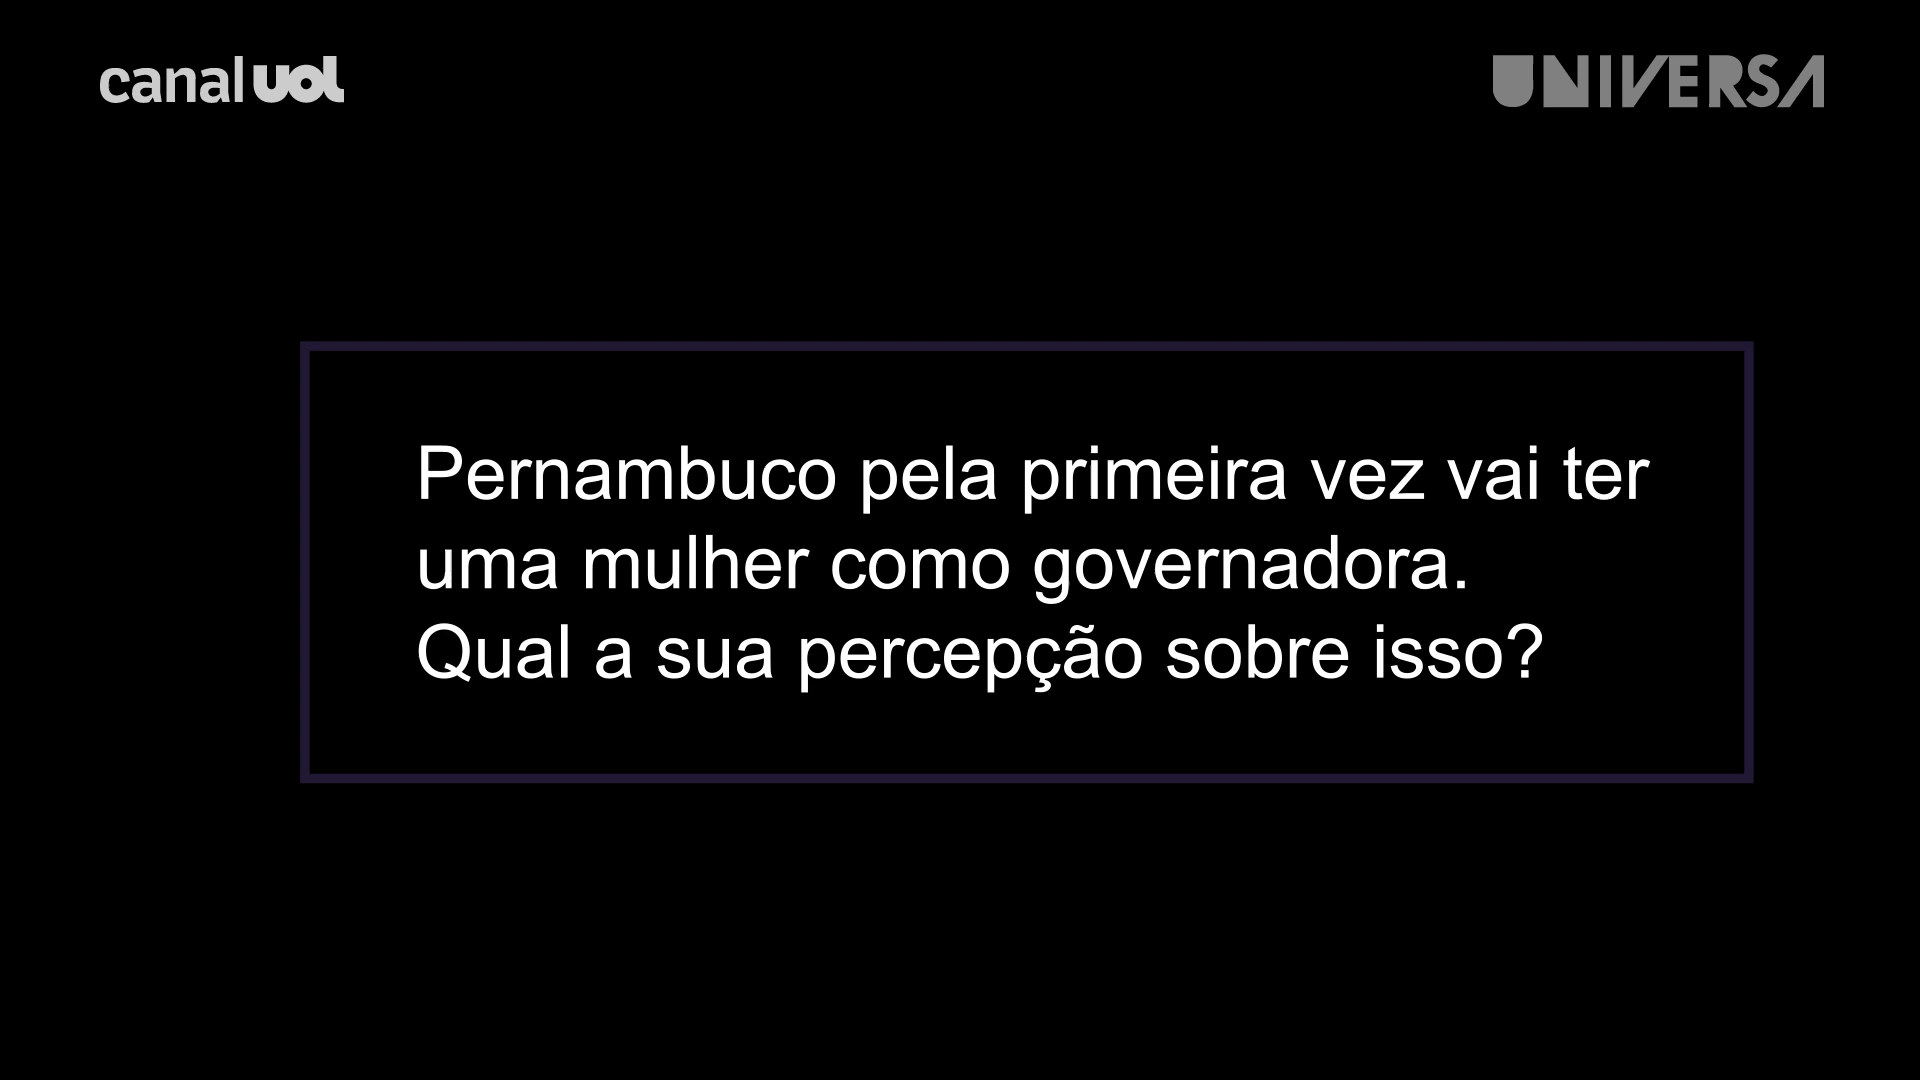 canal uol
UNIVERSA
Pernambuco pela primeira vez vai ter
uma mulher como governadora.
Qual a sua percepção sobre isso?